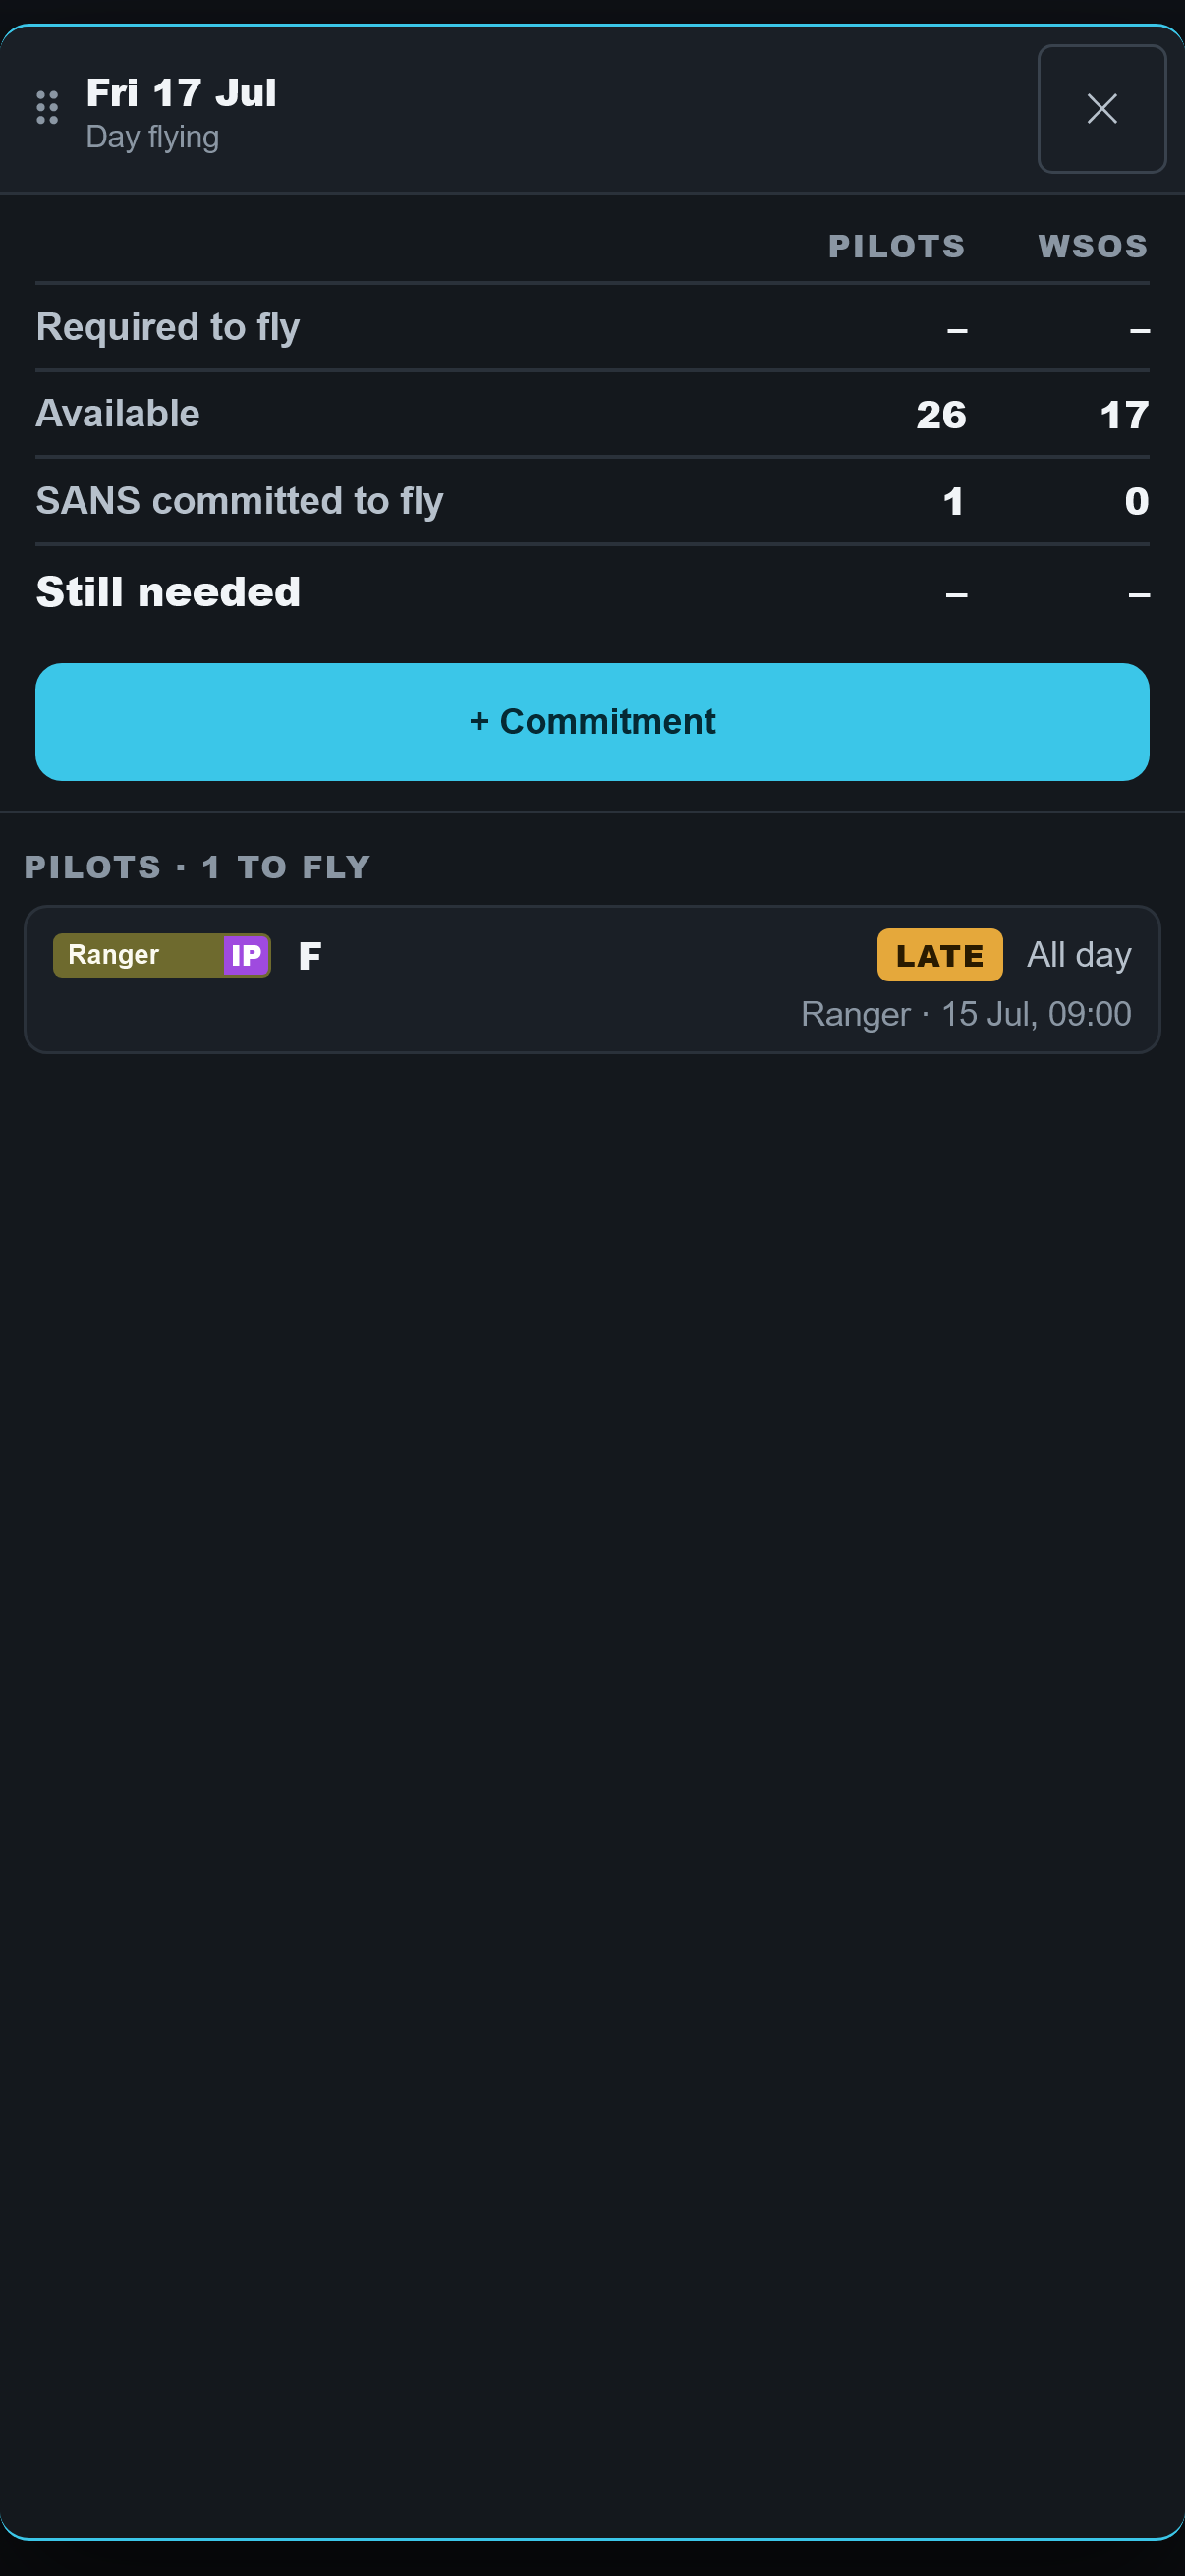 Fri 17 Jul
Day flying
PILOTS WSOS
Required to fly – –
Available 26 17
SANS committed to fly 1 0
Still needed – –
+ Commitment
PILOTS · 1 TO FLY
Ranger IP F LATE All day
Ranger · 15 Jul, 09:00